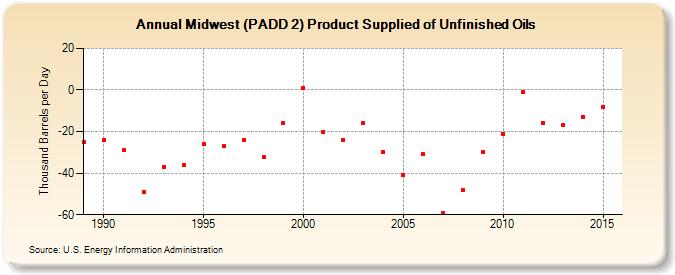 Annual Midwest (PADD 2) Product Supplied of Unfinished Oils
Thousand Barrels per Day
20
0
-20
-40
-60
1990 1995 2000 2005 2010 2015
Source: U.S. Energy Information Administration